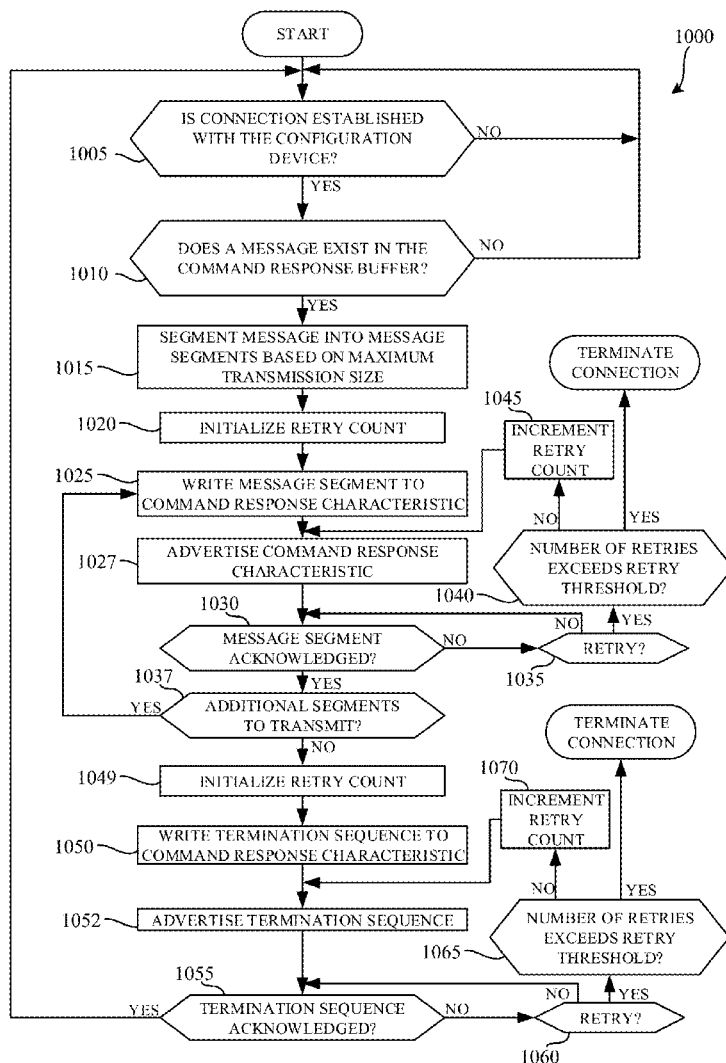 START
1000
IS CONNECTION ESTABLISHED
WITH THE CONFIGURATION
DEVICE?
NO
1005
YES
DOES A MESSAGE EXIST IN THE
COMMAND RESPONSE BUFFER?
NO
1010
YES
SEGMENT MESSAGE INTO MESSAGE
SEGMENTS BASED ON MAXIMUM
TRANSMISSION SIZE
1015
TERMINATE
CONNECTION
1020
INITIALIZE RETRY COUNT
1045
INCREMENT
RETRY
COUNT
1025
WRITE MESSAGE SEGMENT TO
COMMAND RESPONSE CHARACTERISTIC
NO
YES
1027
ADVERTISE COMMAND RESPONSE
CHARACTERISTIC
NUMBER OF RETRIES
EXCEEDS RETRY
THRESHOLD?
1040
1030
NO
YES
MESSAGE SEGMENT
ACKNOWLEDGED?
NO
RETRY?
1035
1037
YES
YES
ADDITIONAL SEGMENTS
TO TRANSMIT?
NO
TERMINATE
CONNECTION
1049
INITIALIZE RETRY COUNT
1070
INCREMENT
RETRY
COUNT
1050
WRITE TERMINATION SEQUENCE TO
COMMAND RESPONSE CHARACTERISTIC
NO
YES
1052
ADVERTISE TERMINATION SEQUENCE
NUMBER OF RETRIES
EXCEEDS RETRY
THRESHOLD?
1065
1055
NO
YES
YES
TERMINATION SEQUENCE
ACKNOWLEDGED?
NO
RETRY?
1060